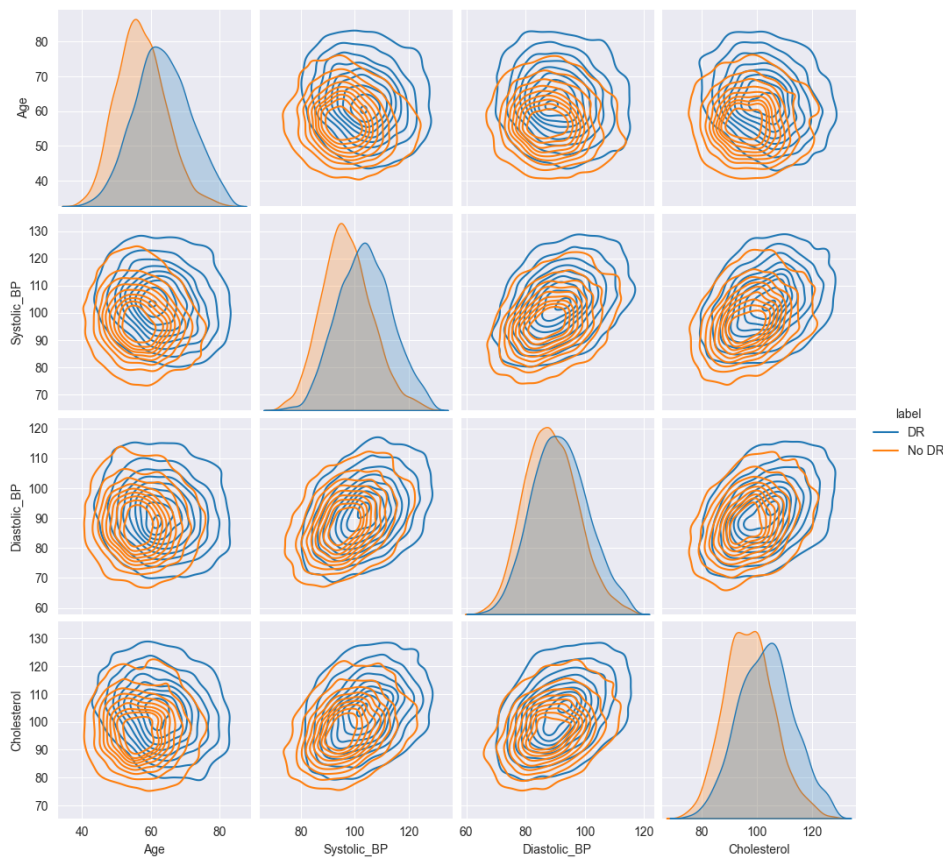 80
70
60
50
40
Age
130
120
110
100
90
80
70
Systolic_BP
label
DR
No DR
120
110
100
90
80
70
60
Diastolic_BP
130
120
110
100
90
80
70
Cholesterol
40 60 80
80 100 120
60 80 100 120
80 100 120
Age
Systolic_BP
Diastolic_BP
Cholesterol